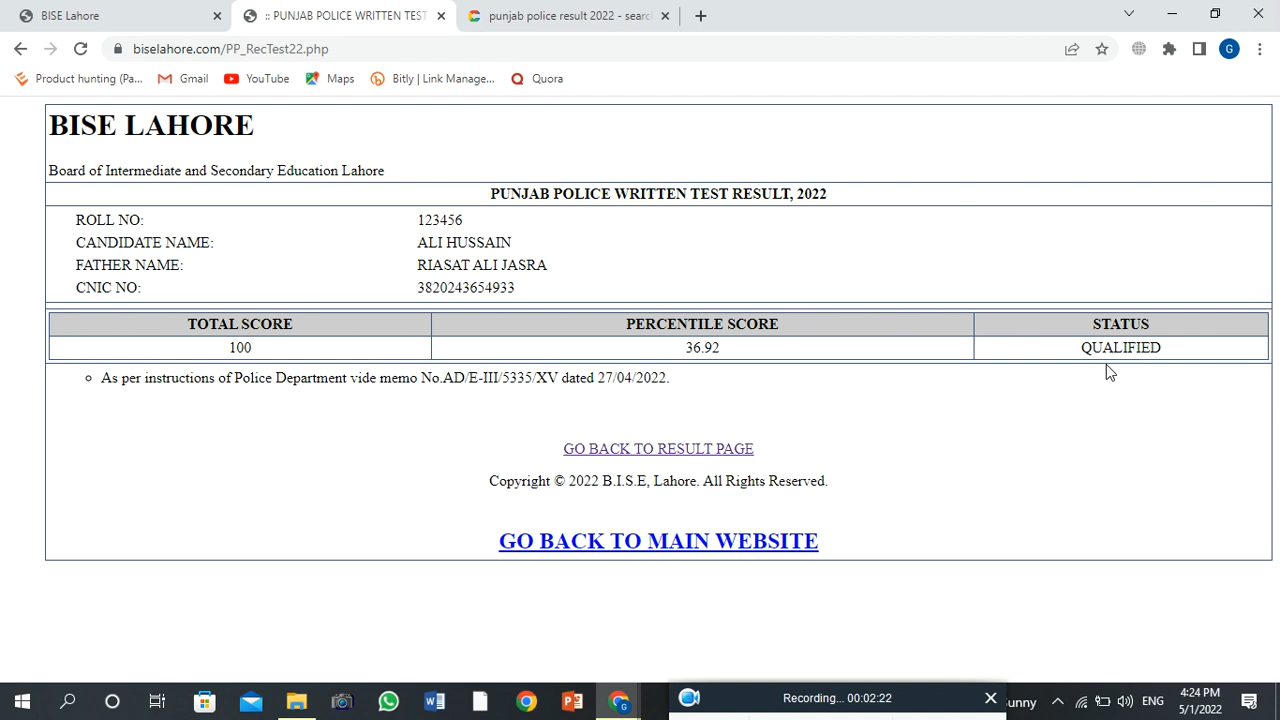 BISE Lahore
:: PUNJAB POLICE WRITTEN TEST
punjab police result 2022 - searc
biselahore.com/PP_RecTest22.php
G
Product hunting (Pa...
Gmail
YouTube
Maps
Bitly | Link Manage...
Quora
BISE LAHORE
Board of Intermediate and Secondary Education Lahore
PUNJAB POLICE WRITTEN TEST RESULT, 2022
ROLL NO: 123456
CANDIDATE NAME: ALI HUSSAIN
FATHER NAME: RIASAT ALI JASRA
CNIC NO: 3820243654933
TOTAL SCORE PERCENTILE SCORE STATUS
100 36.92 QUALIFIED
As per instructions of Police Department vide memo No.AD/E-III/5335/XV dated 27/04/2022.
GO BACK TO RESULT PAGE
Copyright © 2022 B.I.S.E, Lahore. All Rights Reserved.
GO BACK TO MAIN WEBSITE
Recording... 00:02:22
unny
ENG
4:24 PM
5/1/2022